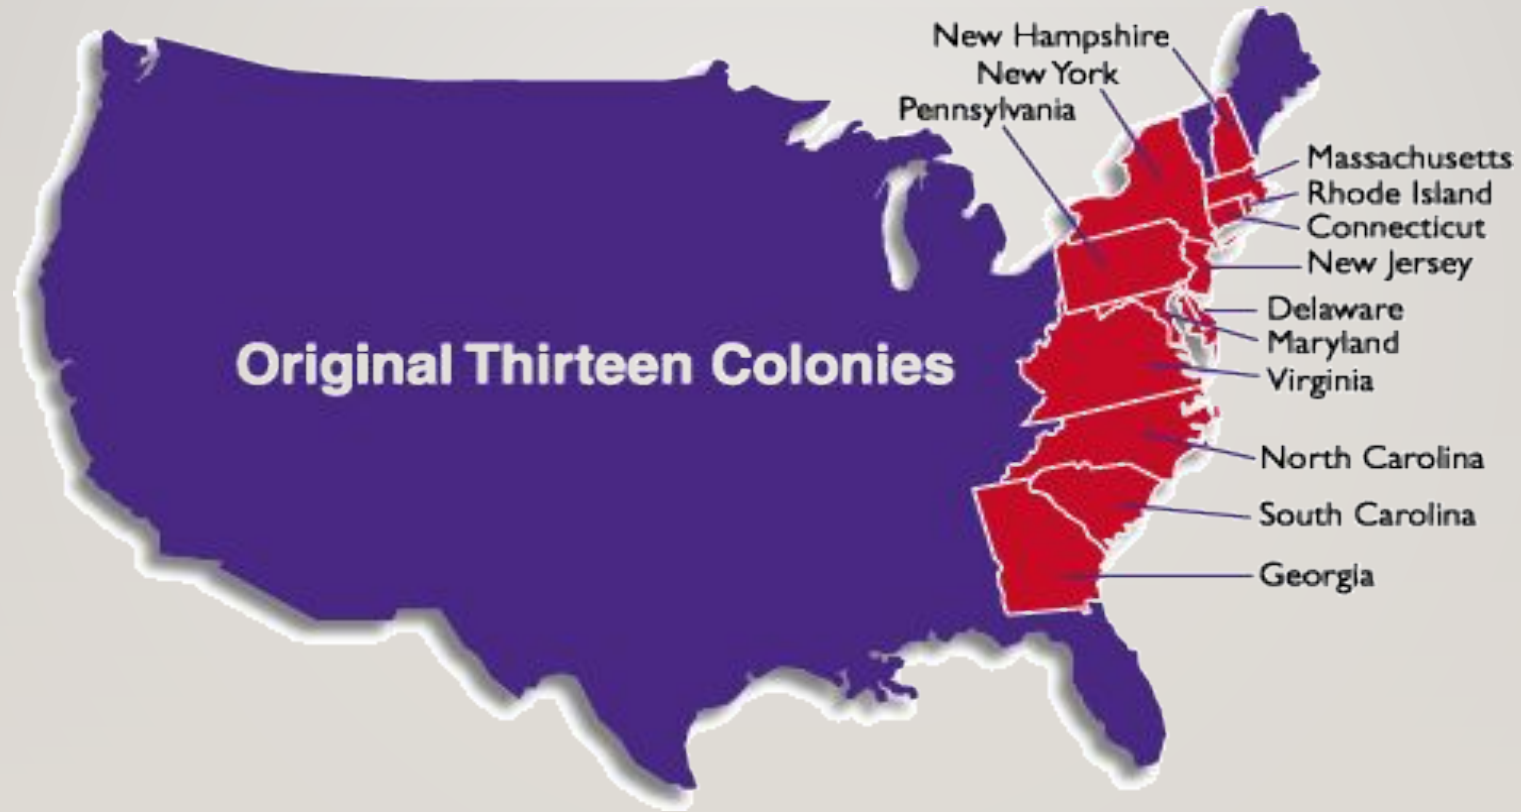 New Hampshire
New York
Pennsylvania
Massachusetts
Rhode Island
Connecticut
New Jersey
Delaware
Maryland
Original Thirteen Colonies
Virginia
North Carolina
South Carolina
Georgia